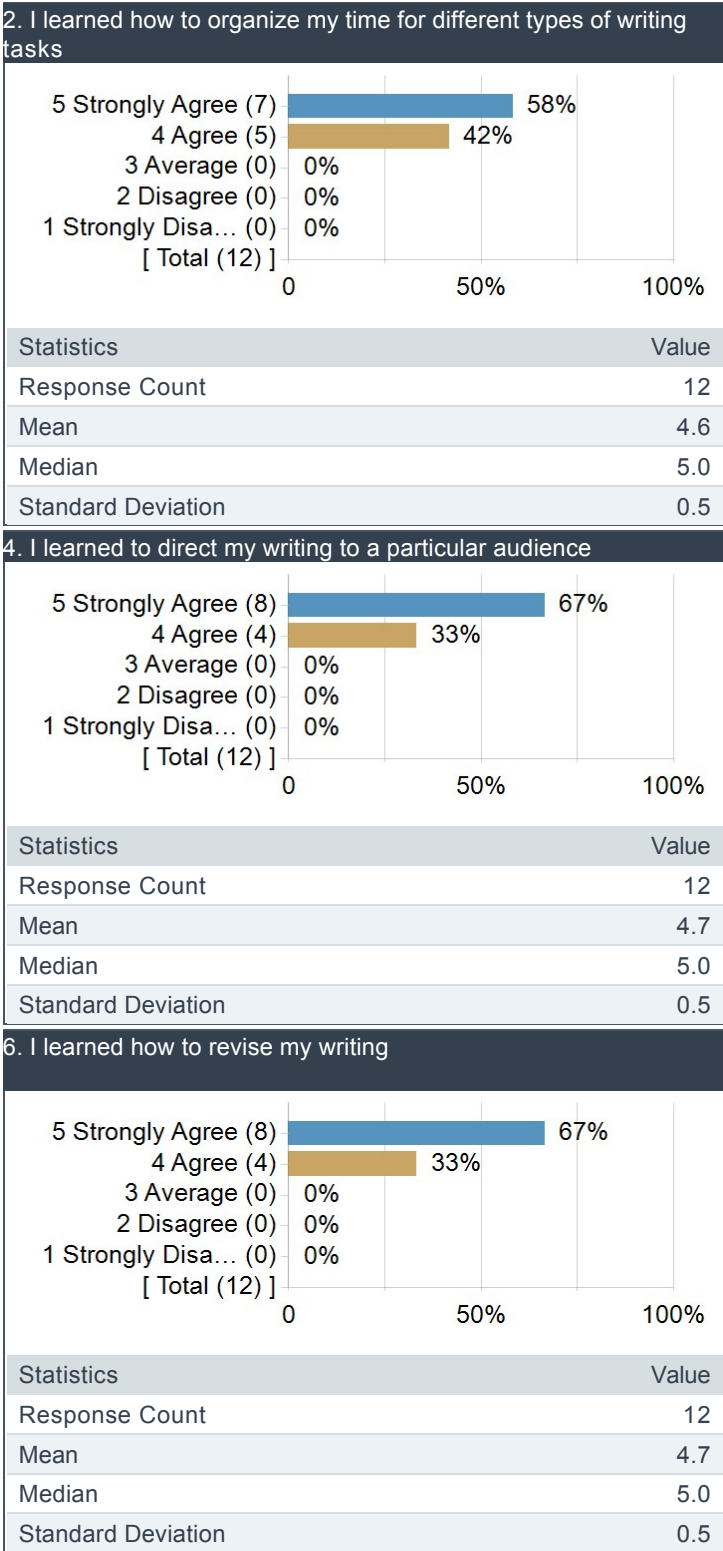 2. I learned how to organize my time for different types of writing
tasks
5 Strongly Agree (7) 58%
4 Agree (5) 42%
3 Average (0) 0%
2 Disagree (0) 0%
1 Strongly Disa... (0) 0%
[ Total (12) ]
0 50% 100%
Statistics Value
Response Count 12
Mean 4.6
Median 5.0
Standard Deviation 0.5
4. I learned to direct my writing to a particular audience
5 Strongly Agree (8) 67%
4 Agree (4) 33%
3 Average (0) 0%
2 Disagree (0) 0%
1 Strongly Disa... (0) 0%
[ Total (12) ]
0 50% 100%
Statistics Value
Response Count 12
Mean 4.7
Median 5.0
Standard Deviation 0.5
6. I learned how to revise my writing
5 Strongly Agree (8) 67%
4 Agree (4) 33%
3 Average (0) 0%
2 Disagree (0) 0%
1 Strongly Disa... (0) 0%
[ Total (12) ]
0 50% 100%
Statistics Value
Response Count 12
Mean 4.7
Median 5.0
Standard Deviation 0.5